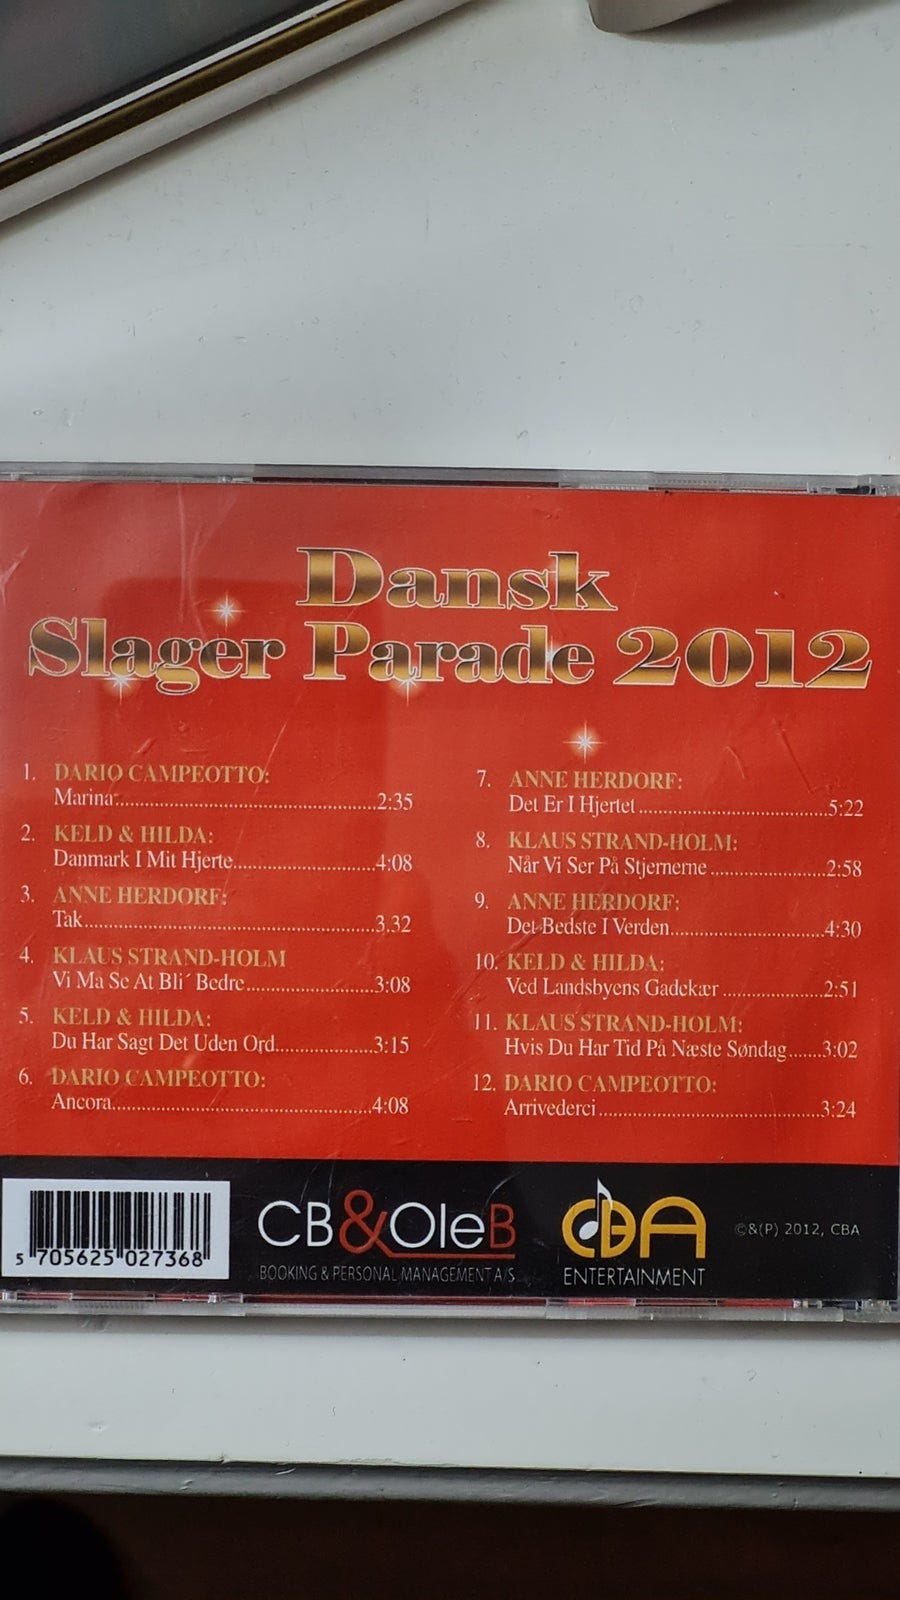 Dansk
Slager Parade 2012
1. DARIO CAMPEOTTO:
Marina..........2:35
2. KELD & HILDA:
Danmark I Mit Hjerte..........4:08
3. ANNE HERDORF:
Tak..........3.32
4. KLAUS STRAND-HOLM
Vi Ma Se At Bli´ Bedre..........3:08
5. KELD & HILDA:
Du Har Sagt Det Uden Ord..........3:15
6. DARIO CAMPEOTTO:
Ancora..........4:08
7. ANNE HERDORF:
Det Er I Hjertet..........5:22
8. KLAUS STRAND-HOLM:
Når Vi Ser På Stjernerne..........2:58
9. ANNE HERDORF:
Det Bedste I Verden..........4:30
10. KELD & HILDA:
Ved Landsbyens Gadekær..........2:51
11. KLAUS STRAND-HOLM:
Hvis Du Har Tid På Næste Søndag.......3:02
12. DARIO CAMPEOTTO:
Arrivederci..........3:24
5 705625 027368
CB&OleB
BOOKING & PERSONAL MANAGEMENT A/S
CBA
ENTERTAINMENT
©&(P) 2012, CBA